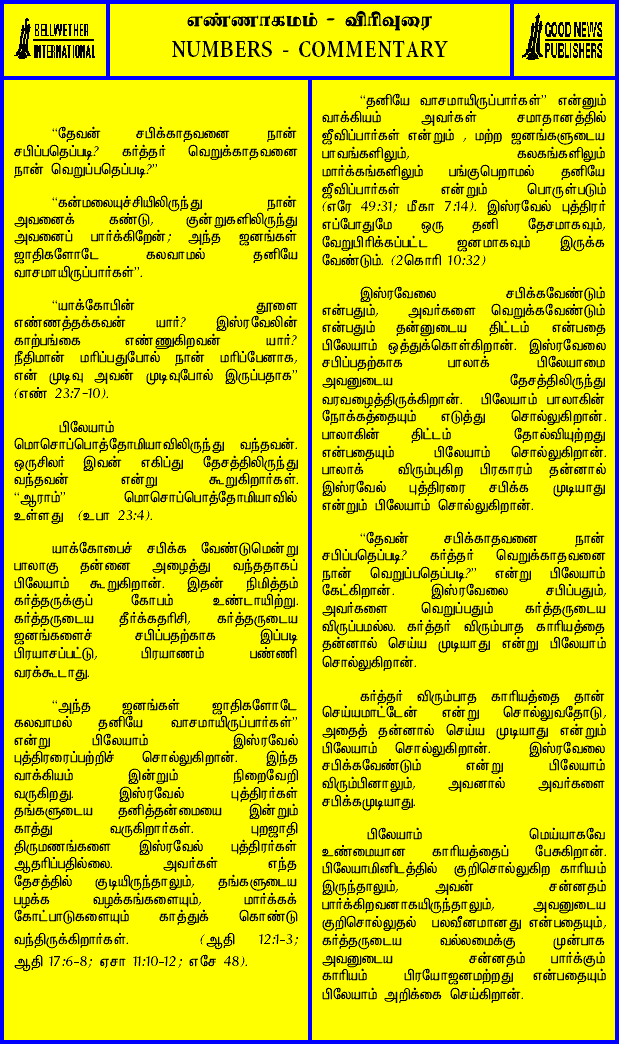 BELLWETHER
INTERNATIONAL
எண்ணாகமம் - விரிவுரை
NUMBERS - COMMENTARY
GOOD NEWS
PUBLISHERS
“தேவன் சபிக்காதவனை நான்
சபிப்பதெப்படி? கர்த்தர் வெறுக்காதவனை
நான் வெறுப்பதெப்படி?”
“கன்மலையுச்சியிலிருந்து நான்
அவனைக் கண்டு, குன்றுகளிலிருந்து
அவனைப் பார்க்கிறேன்; அந்த ஜனங்கள்
ஜாதிகளோடே கலவாமல் தனியே
வாசமாயிருப்பார்கள்”.
“யாக்கோபின் தூளை
எண்ணத்தக்கவன் யார்? இஸ்ரவேலின்
காற்பங்கை எண்ணுகிறவன் யார்?
நீதிமான் மரிப்பதுபோல் நான் மரிப்பேனாக,
என் முடிவு அவன் முடிவுபோல் இருப்பதாக”
(எண் 23:7-10).
பிலேயாம்
மொசொப்பொத்தோமியாவிலிருந்து வந்தவன்.
ஒருசிலர் இவன் எகிப்து தேசத்திலிருந்து
வந்தவன் என்று கூறுகிறார்கள்.
“ஆராம்” மொசொப்பொத்தோமியாவில்
உள்ளது (உபா 23:4).
யாக்கோபைச் சபிக்க வேண்டுமென்று
பாலாகு தன்னை அழைத்து வந்ததாகப்
பிலேயாம் கூறுகிறான். இதன் நிமித்தம்
கர்த்தருக்குப் கோபம் உண்டாயிற்று.
கர்த்தருடைய தீர்க்கதரிசி, கர்த்தருடைய
ஜனங்களைச் சபிப்பதற்காக இப்படி
பிரயாசப்பட்டு, பிரயாணம் பண்ணி
வரக்கூடாது.
“அந்த ஜனங்கள் ஜாதிகளோடே
கலவாமல் தனியே வாசமாயிருப்பார்கள்”
என்று பிலேயாம் இஸ்ரவேல்
புத்திரரைப்பற்றிச் சொல்லுகிறான். இந்த
வாக்கியம் இன்றும் நிறைவேறி
வருகிறது. இஸ்ரவேல் புத்திரர்கள்
தங்களுடைய தனித்தன்மையை இன்றும்
காத்து வருகிறார்கள். புறஜாதி
திருமணங்களை இஸ்ரவேல் புத்திரர்கள்
ஆதரிப்பதில்லை. அவர்கள் எந்த
தேசத்தில் குடியிருந்தாலும், தங்களுடைய
பழக்க வழக்கங்களையும், மார்க்கக்
கோட்பாடுகளையும் காத்துக் கொண்டு
வந்திருக்கிறார்கள். (ஆதி 12:1-3;
ஆதி 17:6-8; ஏசா 11:10-12; எசே 48).
“தனியே வாசமாயிருப்பார்கள்” என்னும்
வாக்கியம் அவர்கள் சமாதானத்தில்
ஜீவிப்பார்கள் என்றும் , மற்ற ஜனங்களுடைய
பாவங்களிலும், கலகங்களிலும்
மார்க்கங்களிலும் பங்குபெறாமல் தனியே
ஜீவிப்பார்கள் என்றும் பொருள்படும்
(எரே 49:31; மீகா 7:14). இஸ்ரவேல் புத்திரர்
எப்போதுமே ஒரு தனி தேசமாகவும்,
வேறுபிரிக்கப்பட்ட ஜனமாகவும் இருக்க
வேண்டும். (2கொரி 10:32)
இஸ்ரவேலை சபிக்கவேண்டும்
என்பதும், அவர்களை வெறுக்கவேண்டும்
என்பதும் தன்னுடைய திட்டம் என்பதை
பிலேயாம் ஒத்துக்கொள்கிறான். இஸ்ரவேலை
சபிப்பதற்காக பாலாக் பிலேயாமை
அவனுடைய தேசத்திலிருந்து
வரவழைத்திருக்கிறான். பிலேயாம் பாலாகின்
நோக்கத்தையும் எடுத்து சொல்லுகிறான்.
பாலாகின் திட்டம் தோல்வியுற்றது
என்பதையும் பிலேயாம் சொல்லுகிறான்.
பாலாக் விரும்புகிற பிரகாரம் தன்னால்
இஸ்ரவேல் புத்திரரை சபிக்க முடியாது
என்றும் பிலேயாம் சொல்லுகிறான்.
“தேவன் சபிக்காதவனை நான்
சபிப்பதெப்படி? கர்த்தர் வெறுக்காதவனை
நான் வெறுப்பதெப்படி?” என்று பிலேயாம்
கேட்கிறான். இஸ்ரவேலை சபிப்பதும்,
அவர்களை வெறுப்பதும் கர்த்தருடைய
விருப்பமல்ல. கர்த்தர் விரும்பாத காரியத்தை
தன்னால் செய்ய முடியாது என்று பிலேயாம்
சொல்லுகிறான்.
கர்த்தர் விரும்பாத காரியத்தை தான்
செய்யமாட்டேன் என்று சொல்லுவதோடு,
அதைத் தன்னால் செய்ய முடியாது என்றும்
பிலேயாம் சொல்லுகிறான். இஸ்ரவேலை
சபிக்கவேண்டும் என்று பிலேயாம்
விரும்பினாலும், அவனால் அவர்களை
சபிக்கமுடியாது.
பிலேயாம் மெய்யாகவே
உண்மையான காரியத்தைப் பேசுகிறான்.
பிலேயாமினிடத்தில் குறிசொல்லுகிற காரியம்
இருந்தாலும், அவன் சன்னதம்
பார்க்கிறவனாகயிருந்தாலும், அவனுடைய
குறிசொல்லுதல் பலவீனமானது என்பதையும்,
கர்த்தருடைய வல்லமைக்கு முன்பாக
அவனுடைய சன்னதம் பார்க்கும்
காரியம் பிரயோஜனமற்றது என்பதையும்
பிலேயாம் அறிக்கை செய்கிறான்.